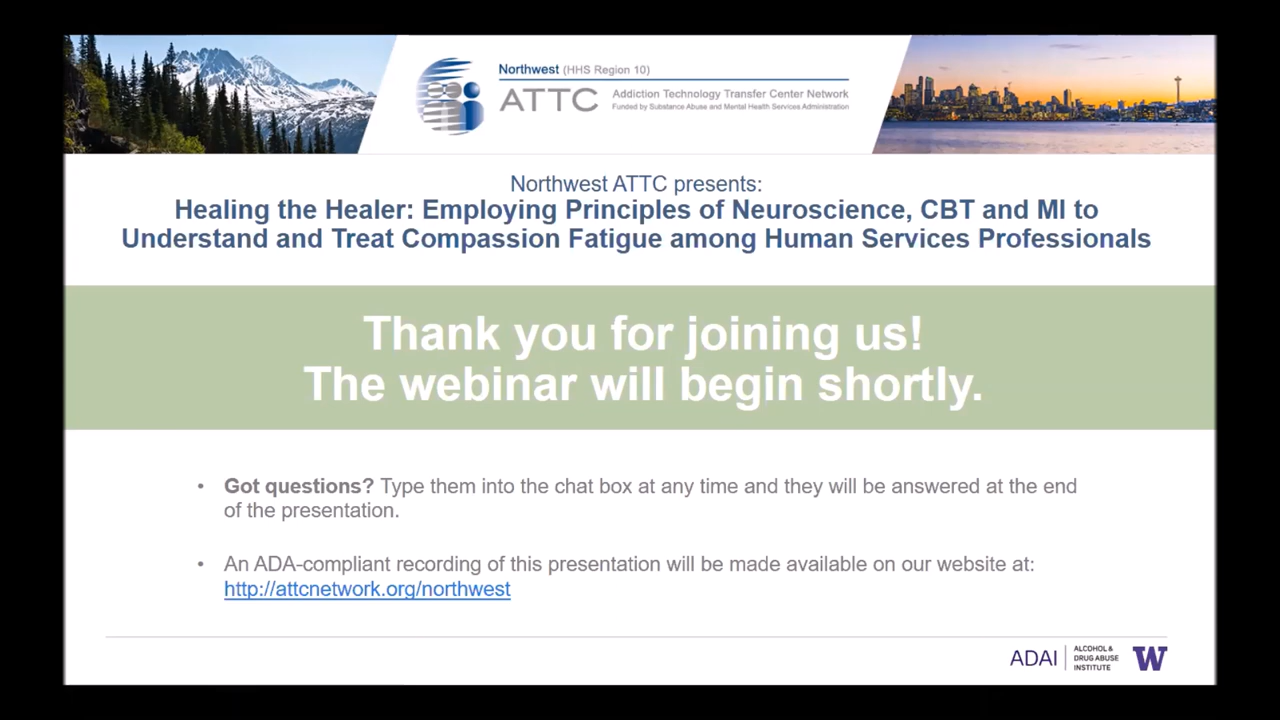 Northwest (HHS Region 10)
ATTC
Addiction Technology Transfer Center Network
Funded by Substance Abuse and Mental Health Services Administration
Northwest ATTC presents:
Healing the Healer: Employing Principles of Neuroscience, CBT and MI to
Understand and Treat Compassion Fatigue among Human Services Professionals
Thank you for joining us!
The webinar will begin shortly.
• Got questions? Type them into the chat box at any time and they will be answered at the end
of the presentation.
• An ADA-compliant recording of this presentation will be made available on our website at:
http://attcnetwork.org/northwest
ADAI
ALCOHOL &
DRUG ABUSE
INSTITUTE
W